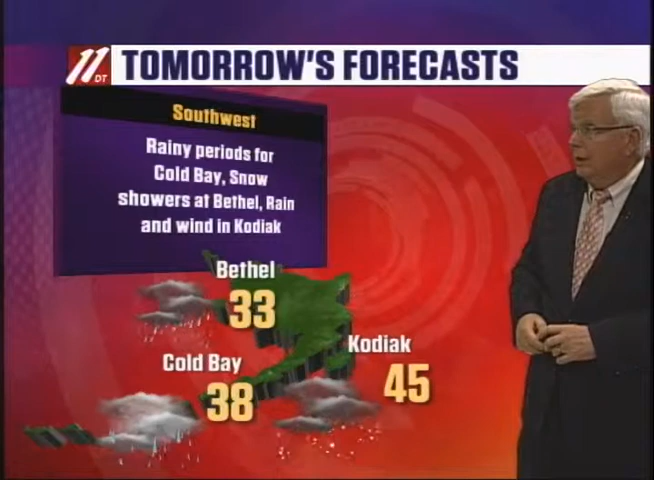 11 DT TOMORROW'S FORECASTS
Southwest
Rainy periods for
Cold Bay, Snow
showers at Bethel, Rain
and wind in Kodiak
Bethel
33
Kodiak
45
Cold Bay
38